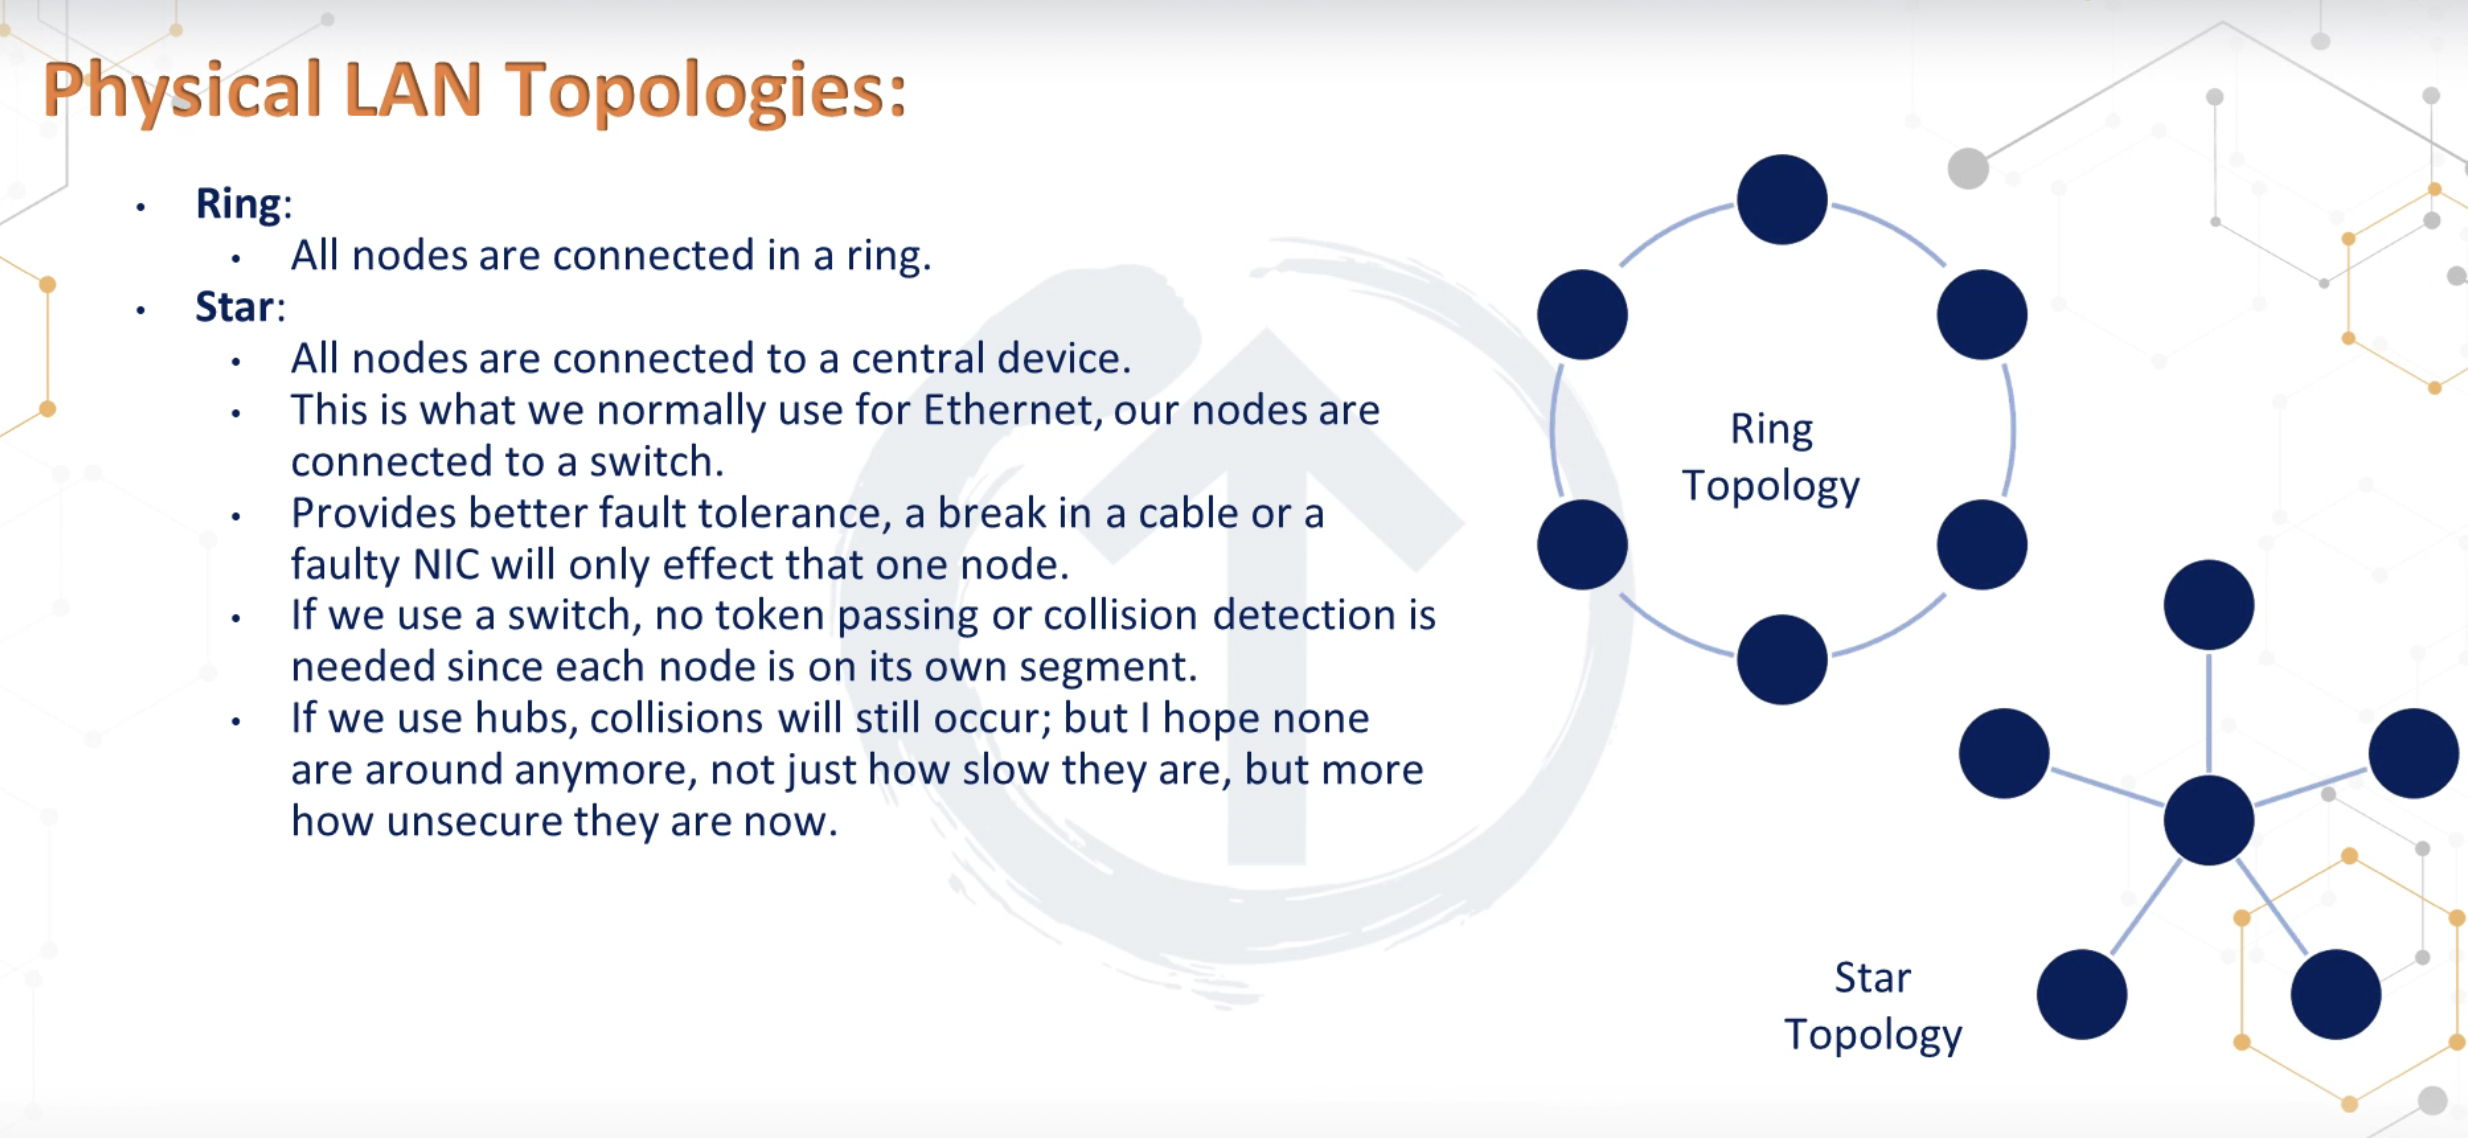 Physical LAN Topologies:
• Ring:
• All nodes are connected in a ring.
• Star:
• All nodes are connected to a central device.
• This is what we normally use for Ethernet, our nodes are
connected to a switch.
• Provides better fault tolerance, a break in a cable or a
faulty NIC will only effect that one node.
• If we use a switch, no token passing or collision detection is
needed since each node is on its own segment.
• If we use hubs, collisions will still occur; but I hope none
are around anymore, not just how slow they are, but more
how unsecure they are now.
Ring
Topology
Star
Topology